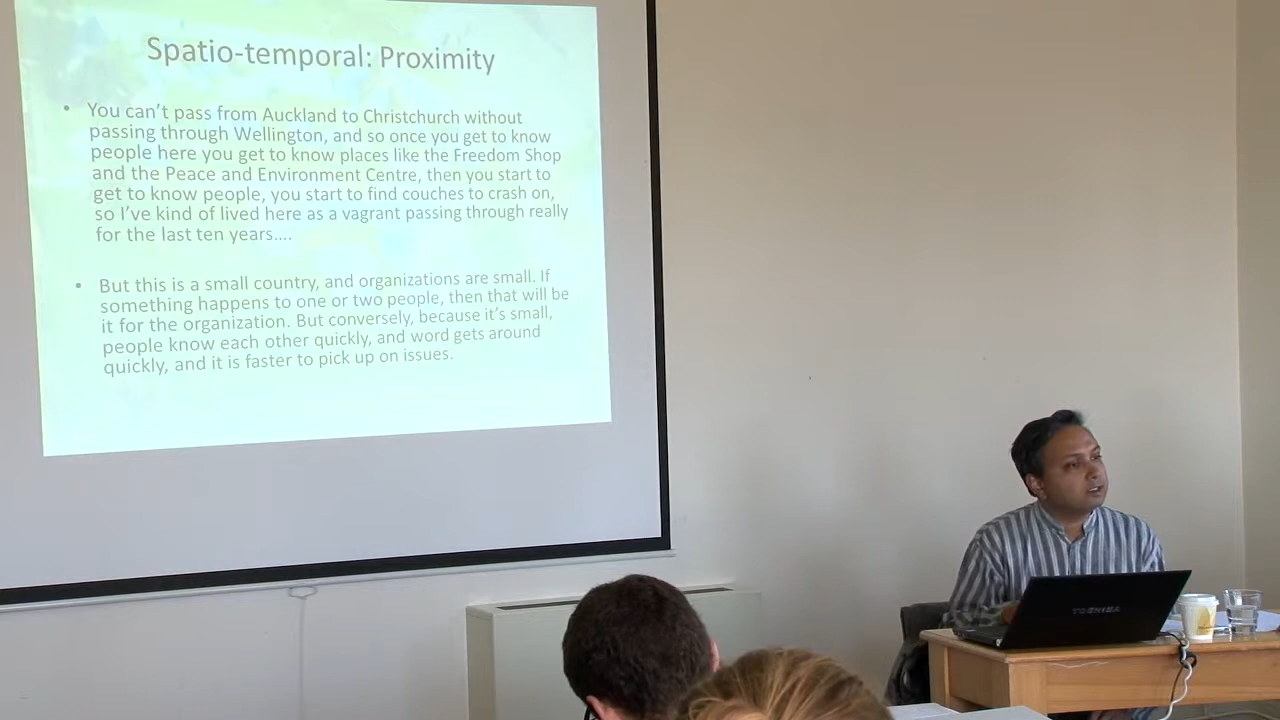 Spatio-temporal: Proximity
• You can't pass from Auckland to Christchurch without
passing through Wellington, and so once you get to know
people here you get to know places like the Freedom Shop
and the Peace and Environment Centre, then you start to
get to know people, you start to find couches to crash on,
so I've kind of lived here as a vagrant passing through really
for the last ten years....
• But this is a small country, and organizations are small. If
something happens to one or two people, then that will be
it for the organization. But conversely, because it's small,
people know each other quickly, and word gets around
quickly, and it is faster to pick up on issues.
TOSHIBA